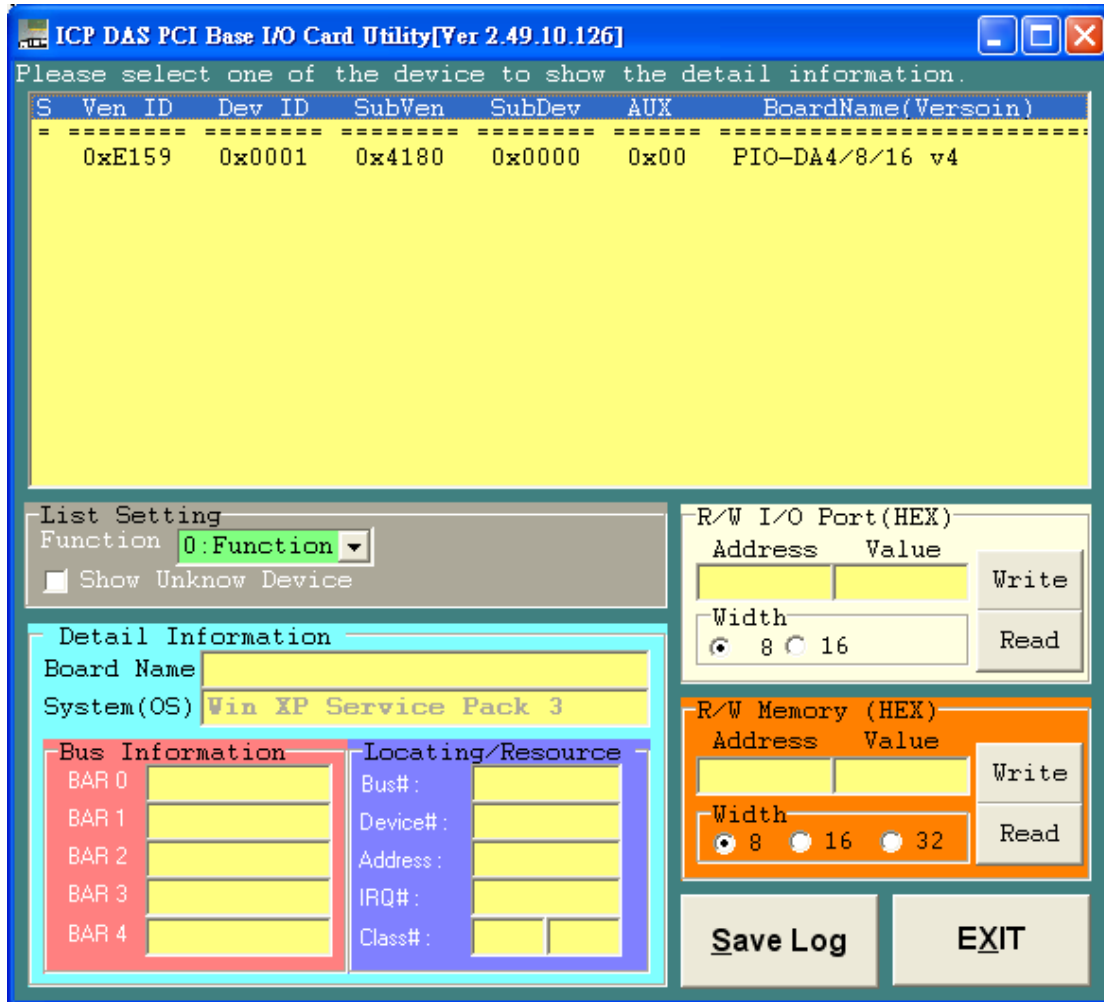 ICP DAS PCI Base I/O Card Utility[Ver 2.49.10.126]
Please select one of the device to show the detail information.
S Ven ID Dev ID SubVen SubDev AUX BoardName(Versoin)
= ======== ======== ======== ======== ====== =========================
0xE159 0x0001 0x4180 0x0000 0x00 PIO-DA4/8/16 v4
List Setting
Function 0:Function
Show Unknow Device
Detail Information
Board Name
System(OS) Win XP Service Pack 3
Bus Information
BAR 0
BAR 1
BAR 2
BAR 3
BAR 4
Locating/Resource
Bus# :
Device# :
Address :
IRQ# :
Class# :
R/W I/O Port(HEX)
Address Value
Write
Width
8 16
Read
R/W Memory (HEX)
Address Value
Write
Width
8 16 32
Read
Save Log
EXIT